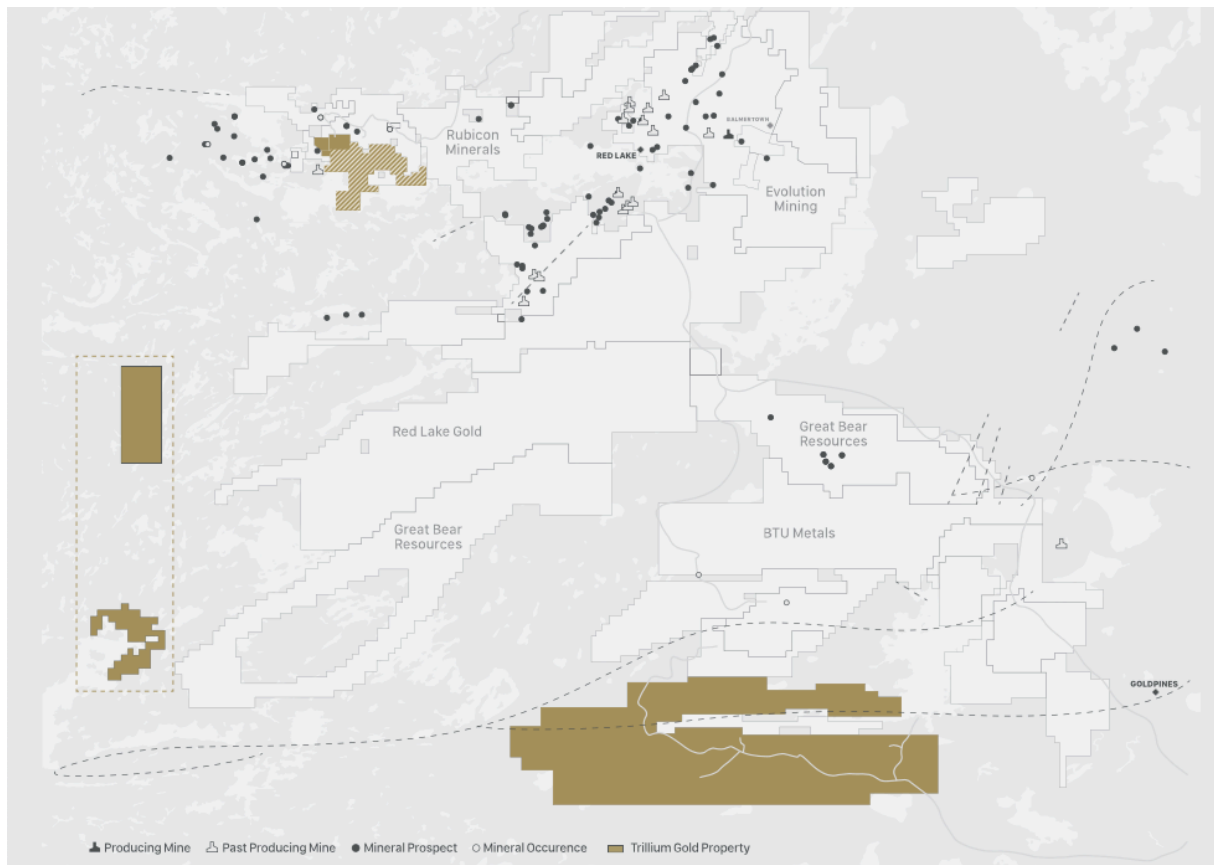 BALMERTOWN
Rubicon
Minerals
RED LAKE
Evolution
Mining
Red Lake Gold
Great Bear
Resources
Great Bear
Resources
BTU Metals
GOLDPINES
Producing Mine
Past Producing Mine
Mineral Prospect
Mineral Occurence
Trillium Gold Property